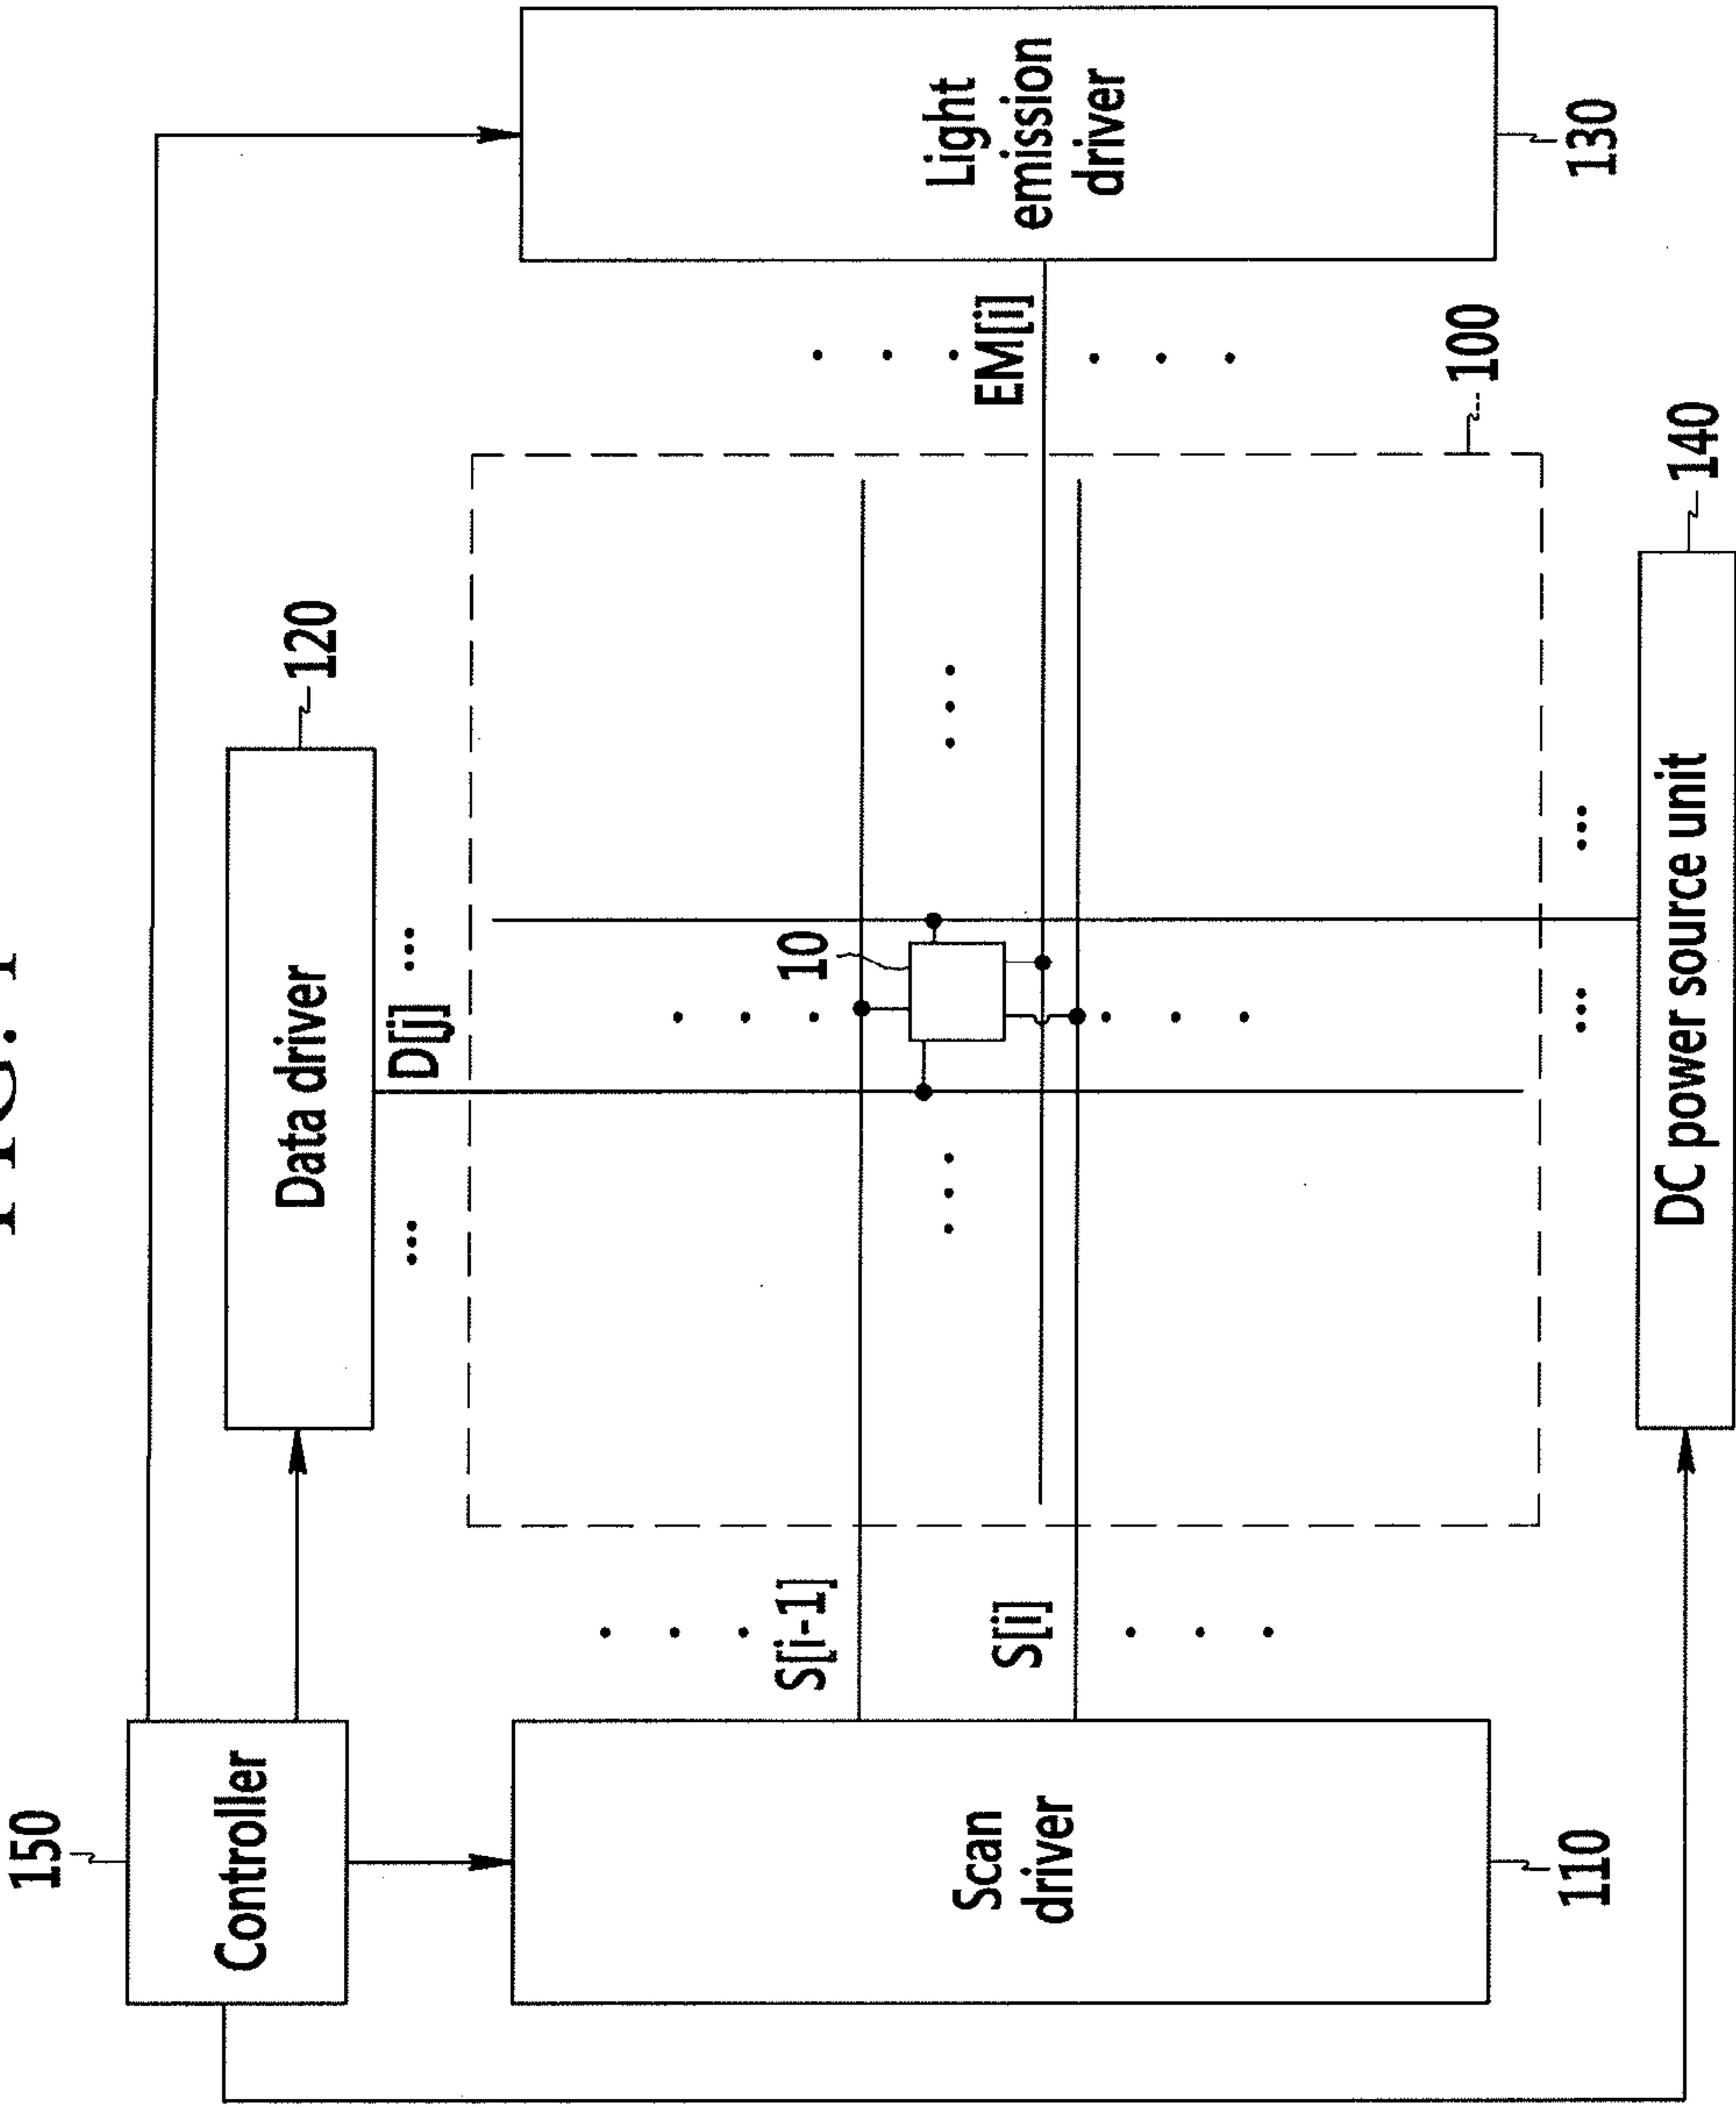 FIG. 1
150
Controller
Data driver
120
D[j]
S[i-1]
10
Light
emission
driver
EM[i]
Scan
driver
S[i]
100
110
130
DC power source unit
140